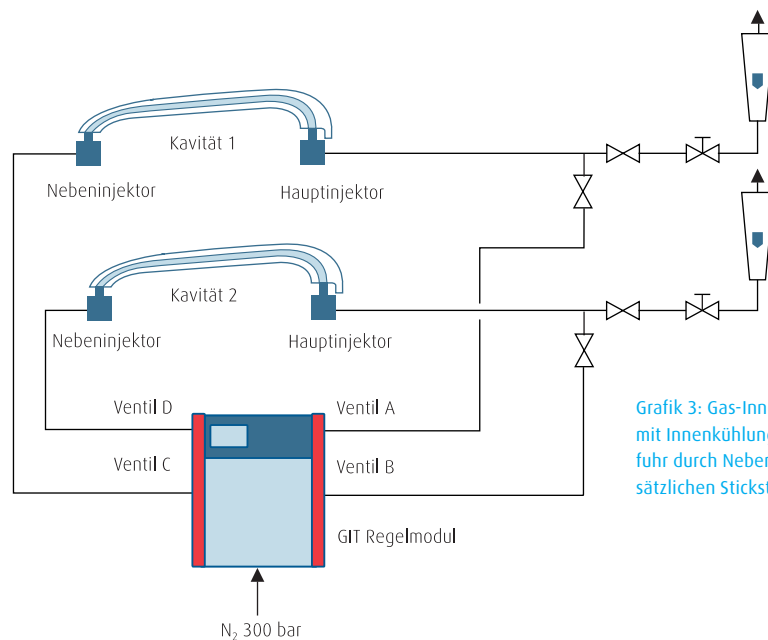 Kavität 1
Nebeninjektor
Hauptinjektor
Kavität 2
Nebeninjektor
Hauptinjektor
Ventil D
Ventil A
Ventil C
Ventil B
GIT Regelmodul
N₂ 300 bar
Grafik 3: Gas-Inn
mit Innenkühlun
fuhr durch Neben
sätzlichen Stickst